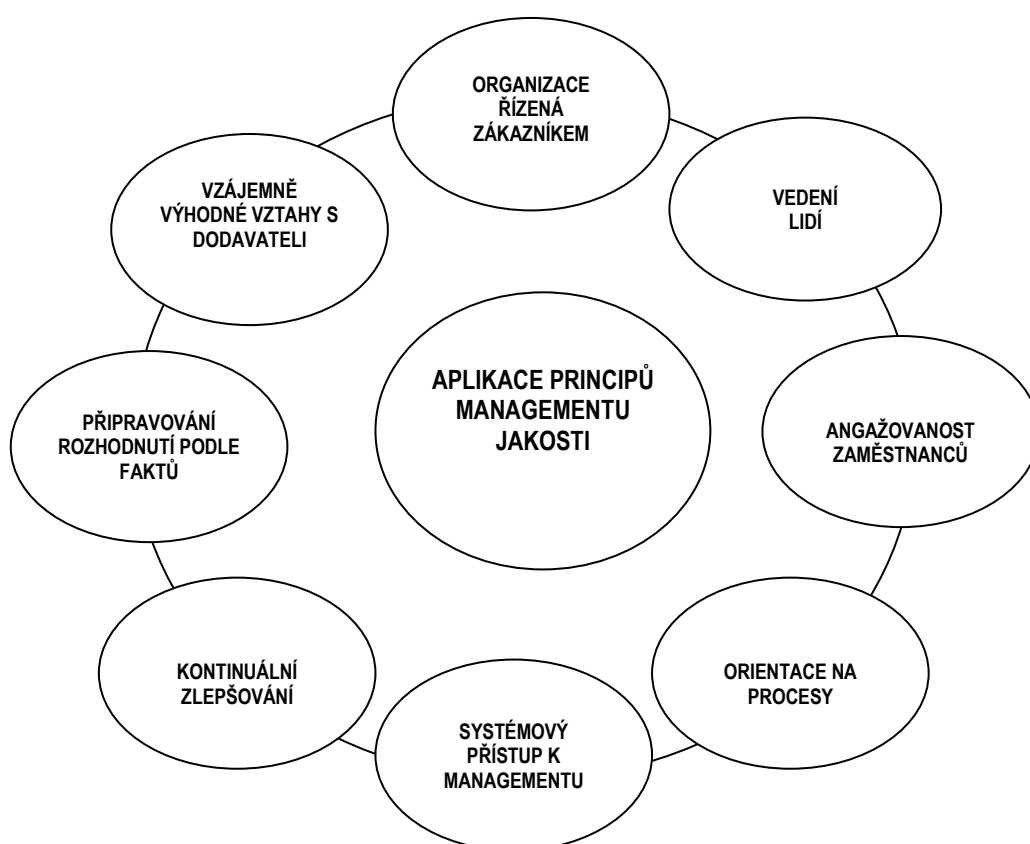 ORGANIZACE
ŘÍZENÁ
ZÁKAZNÍKEM
VEDENÍ
LIDÍ
ANGAŽOVANOST
ZAMĚSTNANCŮ
ORIENTACE NA
PROCESY
SYSTÉMOVÝ
PŘÍSTUP K
MANAGEMENTU
KONTINUÁLNÍ
ZLEPŠOVÁNÍ
PŘIPRAVOVÁNÍ
ROZHODNUTÍ PODLE
FAKTŮ
VZÁJEMNĚ
VÝHODNÉ VZTAHY S
DODAVATELI
APLIKACE PRINCIPŮ
MANAGEMENTU
JAKOSTI